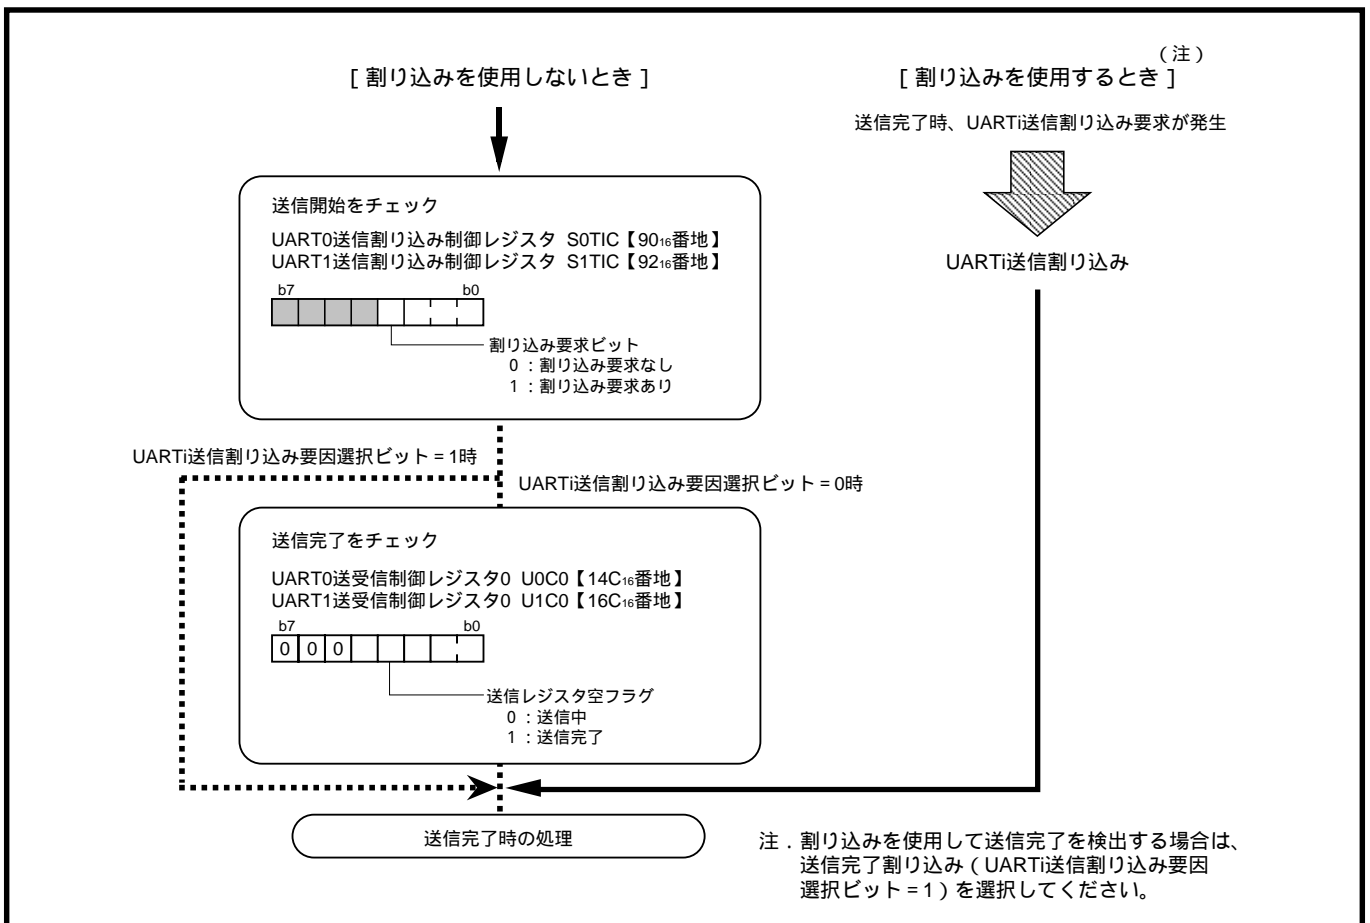 [ 割り込みを使用しないとき ]
送信開始をチェック
UART0送信割り込み制御レジスタ S0TIC【90₁₆番地】
UART1送信割り込み制御レジスタ S1TIC【92₁₆番地】
b7 b0
割り込み要求ビット
0 : 割り込み要求なし
1 : 割り込み要求あり
UARTi送信割り込み要因選択ビット = 1時
UARTi送信割り込み要因選択ビット = 0時
送信完了をチェック
UART0送受信制御レジスタ0 U0C0【14C₁₆番地】
UART1送受信制御レジスタ0 U1C0【16C₁₆番地】
b7 b0
0 0 0
送信レジスタ空フラグ
0 : 送信中
1 : 送信完了
送信完了時の処理
(注)
[ 割り込みを使用するとき ]
送信完了時、UARTi送信割り込み要求が発生
UARTi送信割り込み
注．割り込みを使用して送信完了を検出する場合は、
送信完了割り込み ( UARTi送信割り込み要因
選択ビット = 1 ) を選択してください。